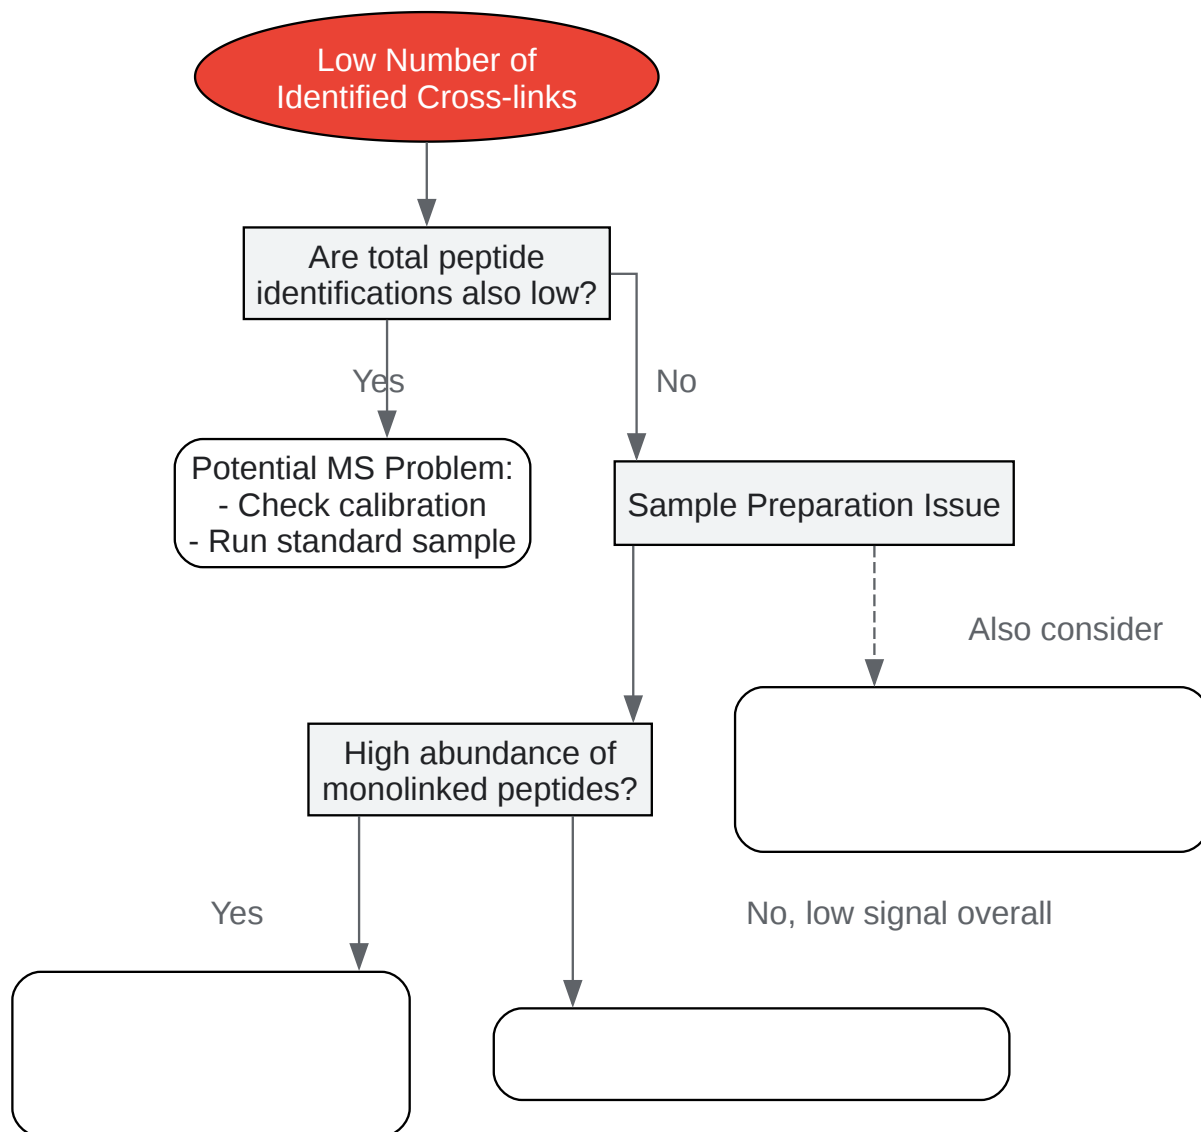 Low Number of
Identified Cross-links
Are total peptide
identifications also low?
Yes
No
Potential MS Problem:
- Check calibration
- Run standard sample
Sample Preparation Issue
Also consider
High abundance of
monolinked peptides?
Yes
No, low signal overall